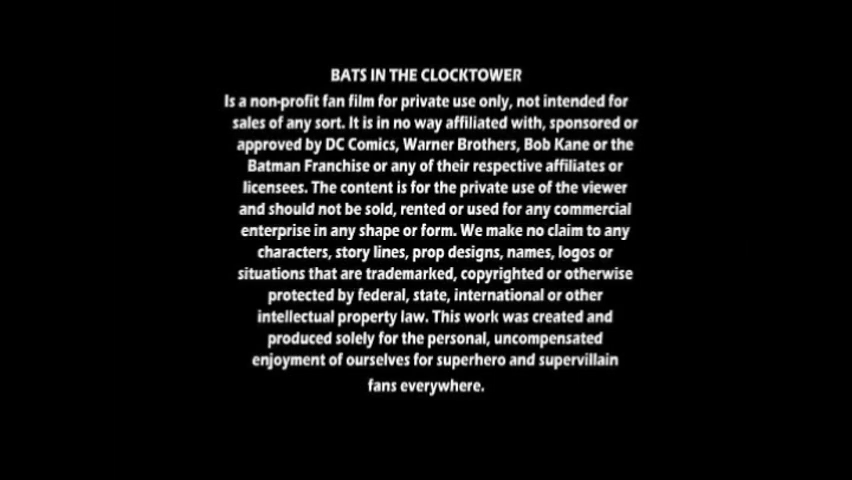 BATS IN THE CLOCKTOWER
Is a non-profit fan film for private use only, not intended for
sales of any sort. It is in no way affiliated with, sponsored or
approved by DC Comics, Warner Brothers, Bob Kane or the
Batman Franchise or any of their respective affiliates or
licensees. The content is for the private use of the viewer
and should not be sold, rented or used for any commercial
enterprise in any shape or form. We make no claim to any
characters, story lines, prop designs, names, logos or
situations that are trademarked, copyrighted or otherwise
protected by federal, state, international or other
intellectual property law. This work was created and
produced solely for the personal, uncompensated
enjoyment of ourselves for superhero and supervillain
fans everywhere.